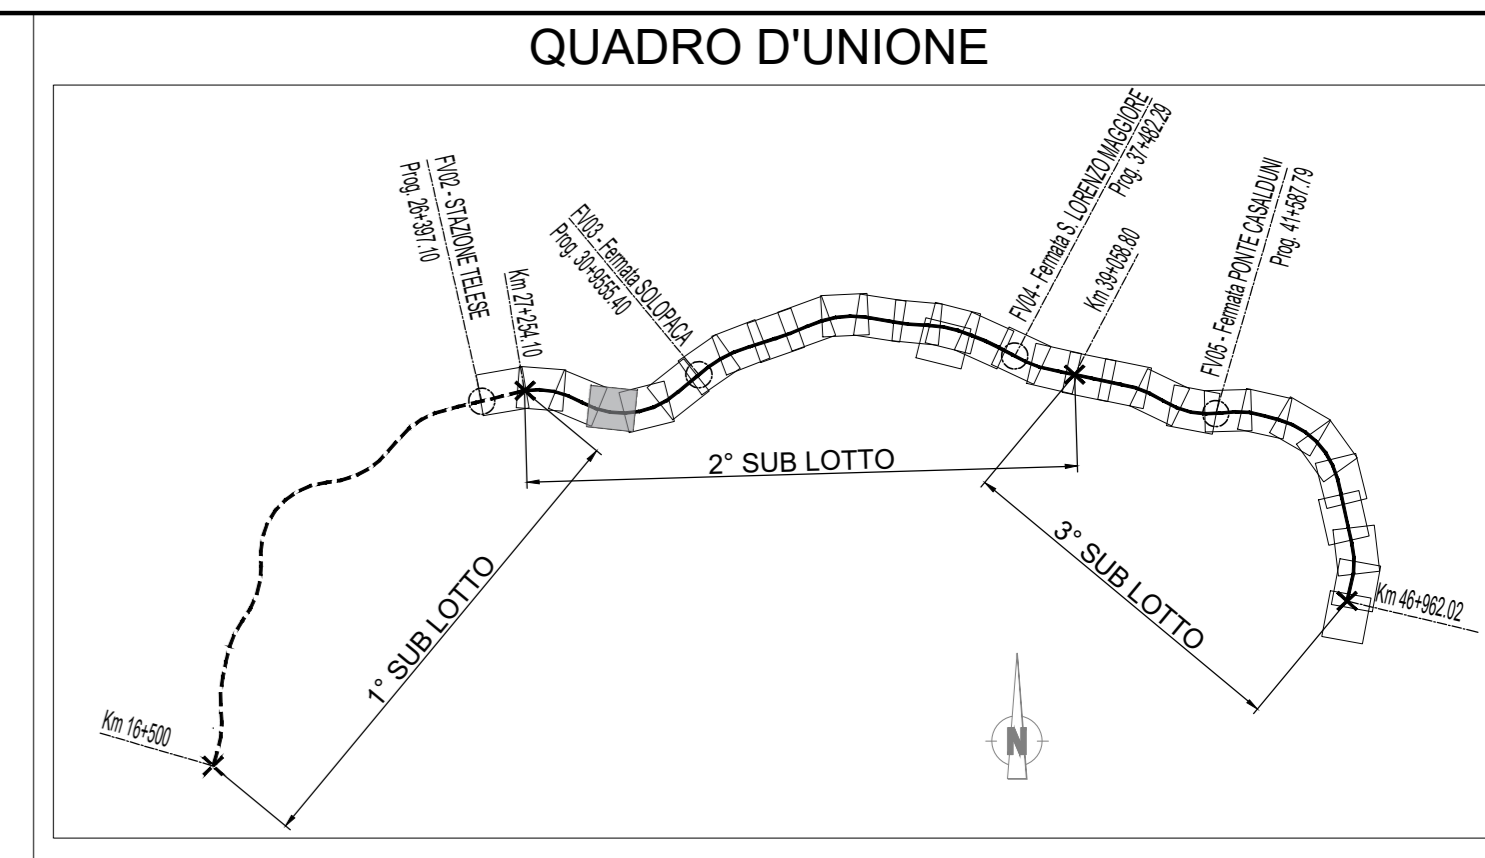 QUADRO D'UNIONE
FV02 - STAZIONE TELESE
Prog. 26+397.10
Km 27+254.10
FV03 - Fermata SOLOPACA
Prog. 30+9555.40
FV04 - Fermata S. LORENZO MAGGIORE
Prog. 37+482.29
Km 39+058.80
FV05 - Fermata PONTE CASALDUNI
Prog. 41+587.79
2° SUB LOTTO
1° SUB LOTTO
3° SUB LOTTO
Km 46+962.02
Km 16+500
N